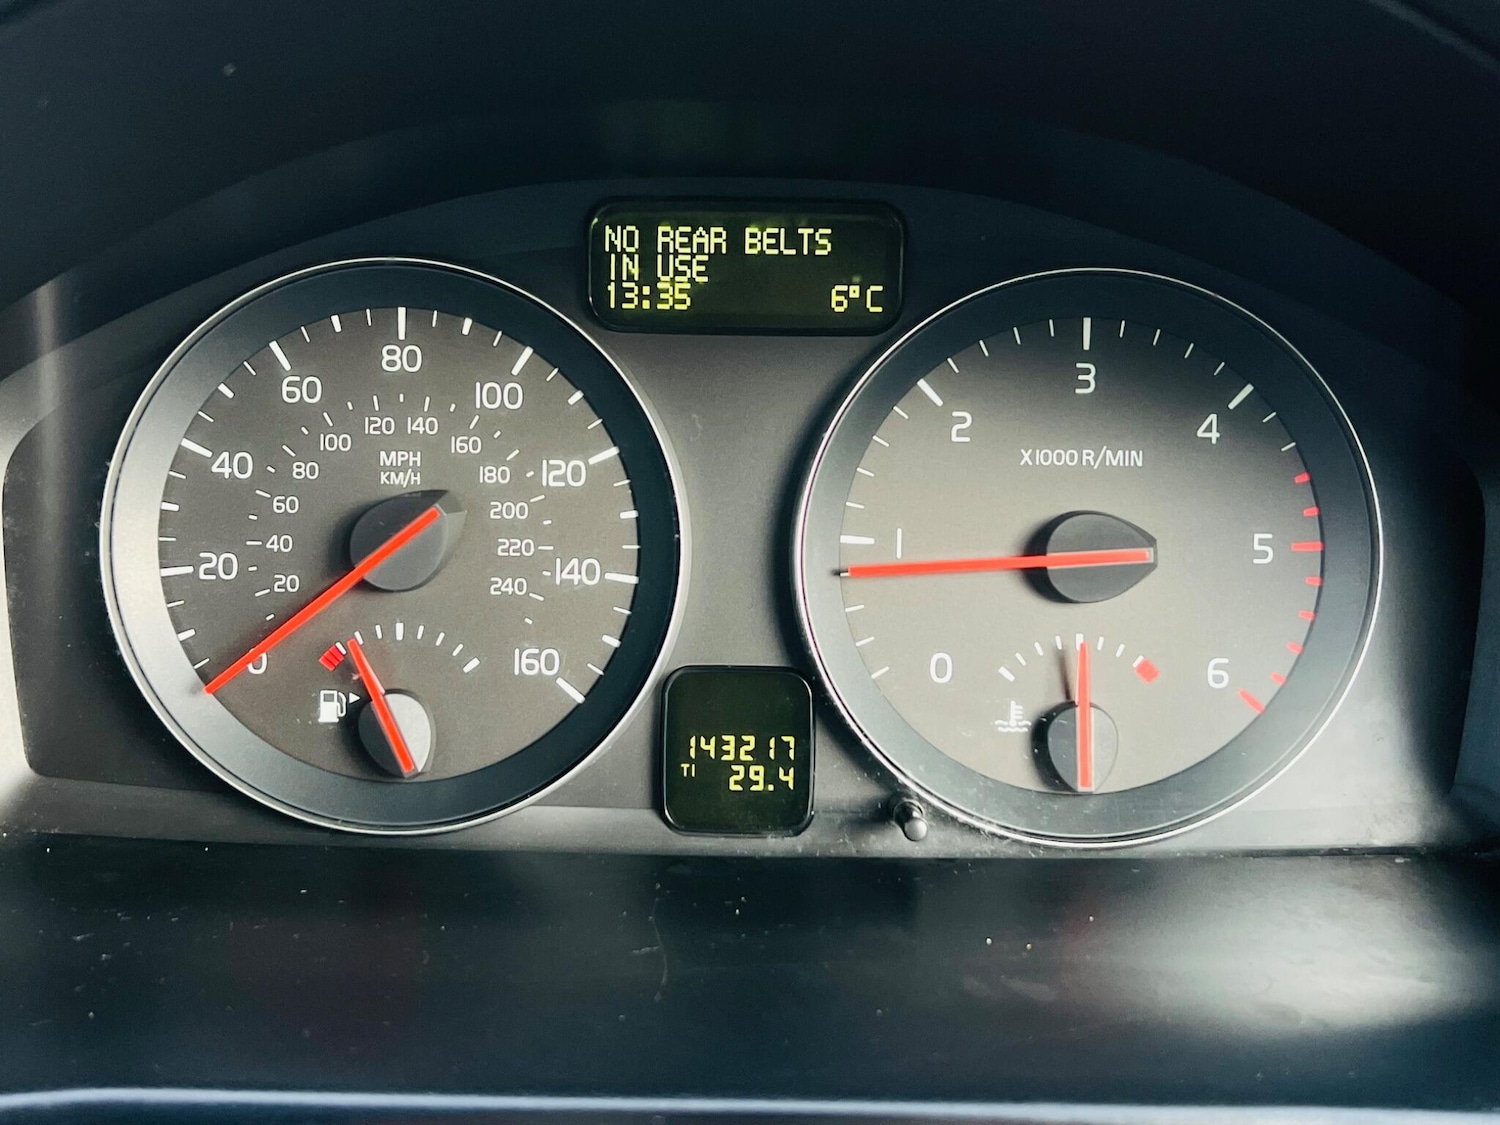 NO REAR BELTS
IN USE
13:35 6°C
0 20 40 60 80 100 120 140 160
20 40 60 80 100 120 140 160 180 200 220 240
MPH
KM/H
0 1 2 3 4 5 6
X1000 R/MIN
143217
T1 29.4